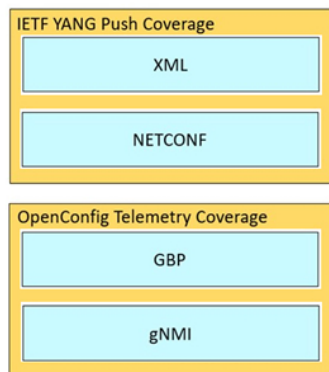 IETF YANG Push Coverage
XML
NETCONF
OpenConfig Telemetry Coverage
GBP
gNMI